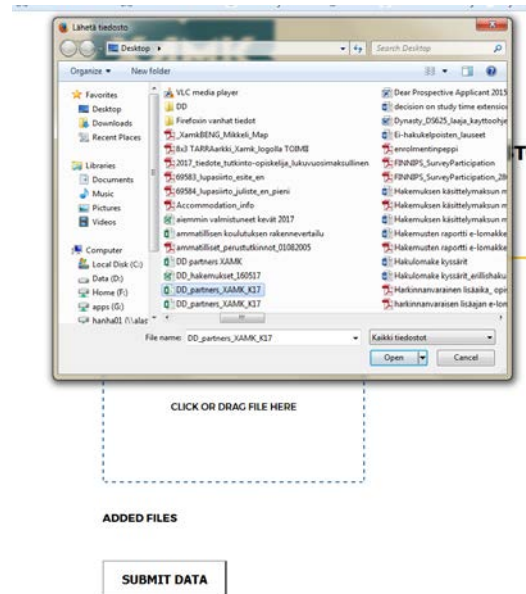 Lähetä tiedosto
Desktop
Search Desktop
Organize
New folder
Favorites
Desktop
Downloads
Recent Places
Libraries
Documents
Music
Pictures
Videos
Computer
Local Disk (C:)
Data (D:)
Home (F:)
apps (G:)
VLC media player
DD
Firefoxin vanhat tiedot
_XamkBENG_Mikkeli_Map
8x3 TARRAarkki_Xamk_logolla TOIMII
2017_tiedote_tutkinto-opiskelija_lukuvuosimaksullinen
69583_lupasiirto_esite_en
69584_lupasiirto_juliste_en_pieni
Accommodation_info
aiemmin valmistuneet kevät 2017
ammatillisen koulutuksen rakennevertailu
ammatilliset_perustutkinnot_01082005
DD partners XAMK
DD_hakemukset_160517
DD_partners_XAMK_K17
DD_partners_XAMK_K17
Dear Prospective Applicant 2015
decision on study time extension
Dynasty_DS625_laaja_kayttoohje
Ei-hakukelpoisten_lauseet
enrolmentinpeppi
FINNIPS_SurveyParticipation
Hakemuksen käsittelymaksun m
Hakemuksen käsittelymaksun m
Hakemuksen käsittelymaksun m
Hakemusten raportti e-lomakke
Hakemusten raportti e-lomakke
Hakulomake kyssärit
Hakulomake kyssärit_erillishaku
Harkinnanvarainen lisäaika_ opi
harkinnanvaraisen lisäajan e-lon
File name:
DD_partners_XAMK_K17
Kaikki tiedostot
Open
Cancel
CLICK OR DRAG FILE HERE
ADDED FILES
SUBMIT DATA